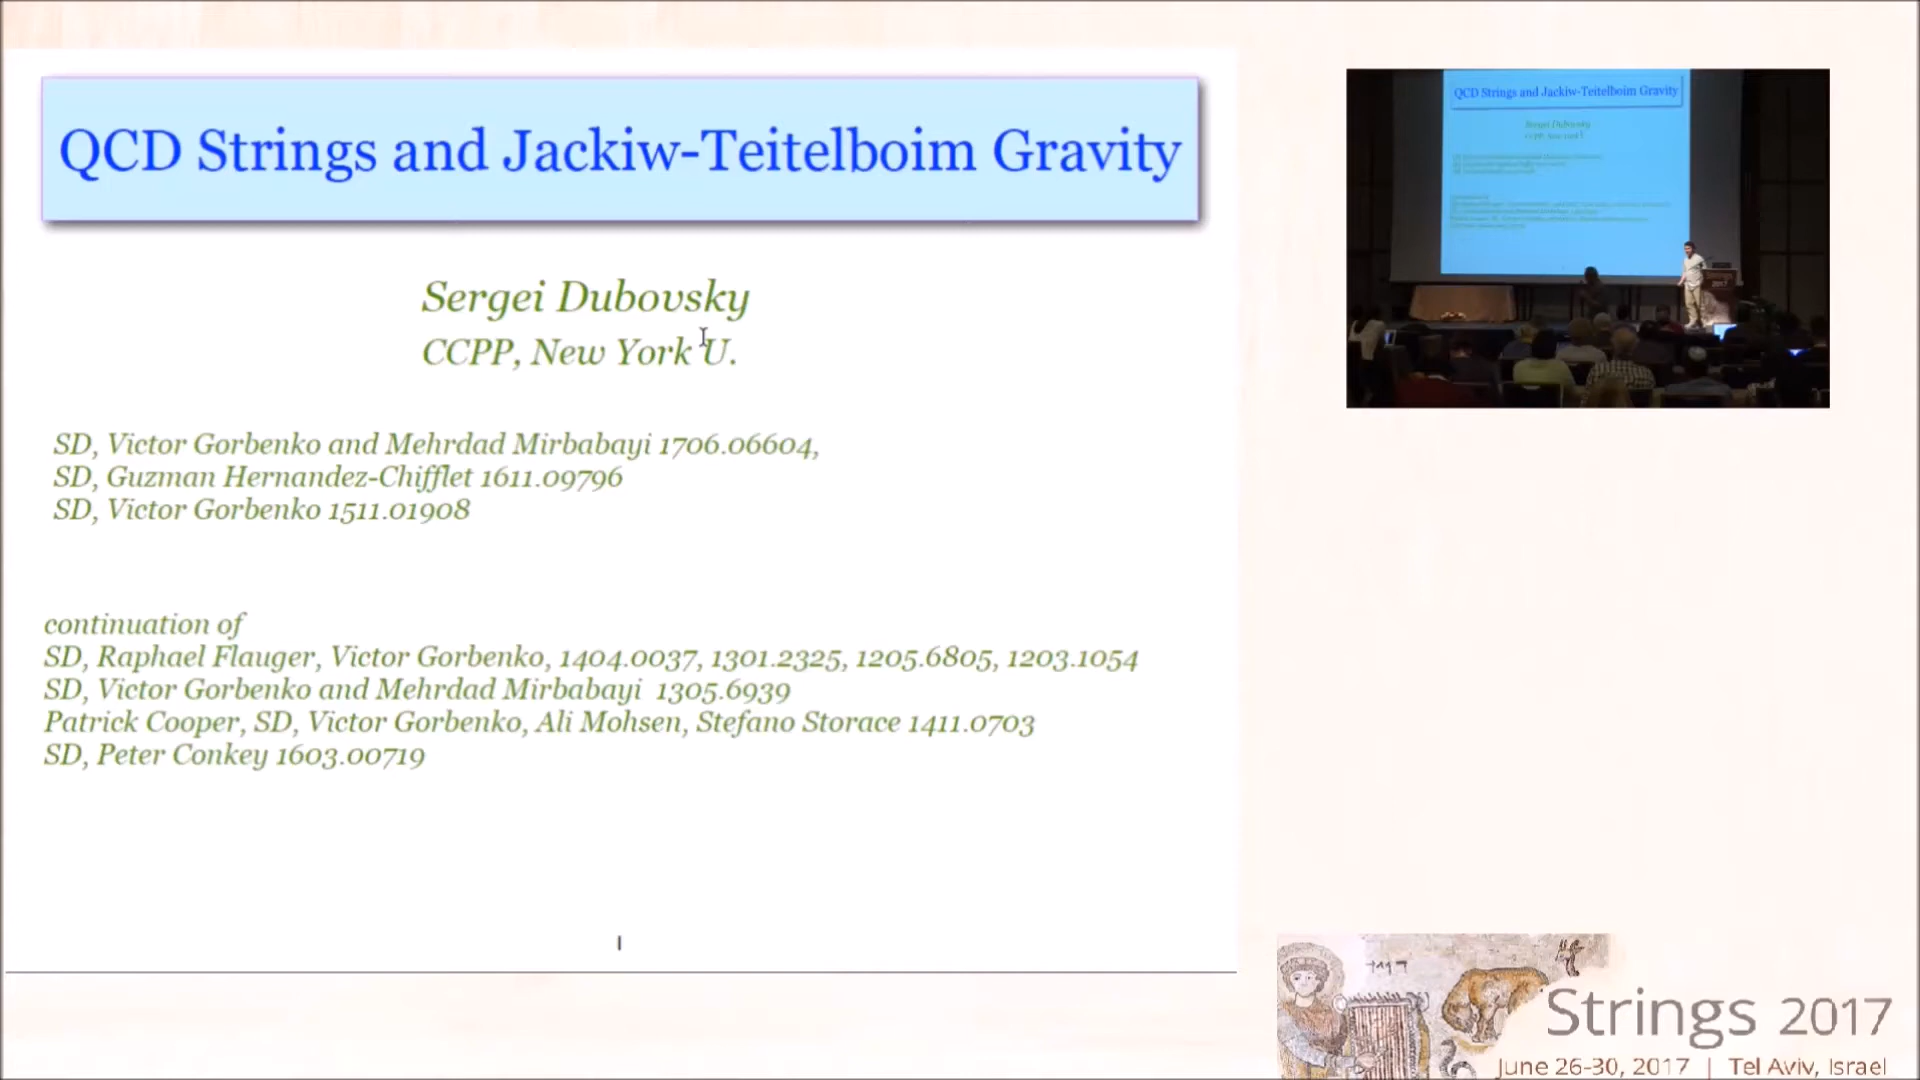 QCD Strings and Jackiw-Teitelboim Gravity
Sergei Dubovsky
CCPP, New York U.
SD, Victor Gorbenko and Mehrdad Mirbabayi 1706.06604,
SD, Guzman Hernandez-Chifflet 1611.09796
SD, Victor Gorbenko 1511.01908
continuation of
SD, Raphael Flauger, Victor Gorbenko, 1404.0037, 1301.2325, 1205.6805, 1203.1054
SD, Victor Gorbenko and Mehrdad Mirbabayi 1305.6939
Patrick Cooper, SD, Victor Gorbenko, Ali Mohsen, Stefano Storace 1411.0703
SD, Peter Conkey 1603.00719
QCD Strings and Jackiw-Teitelboim Gravity
Sergei Dubovsky
Strings 2017
June 26-30, 2017 | Tel Aviv, Israel